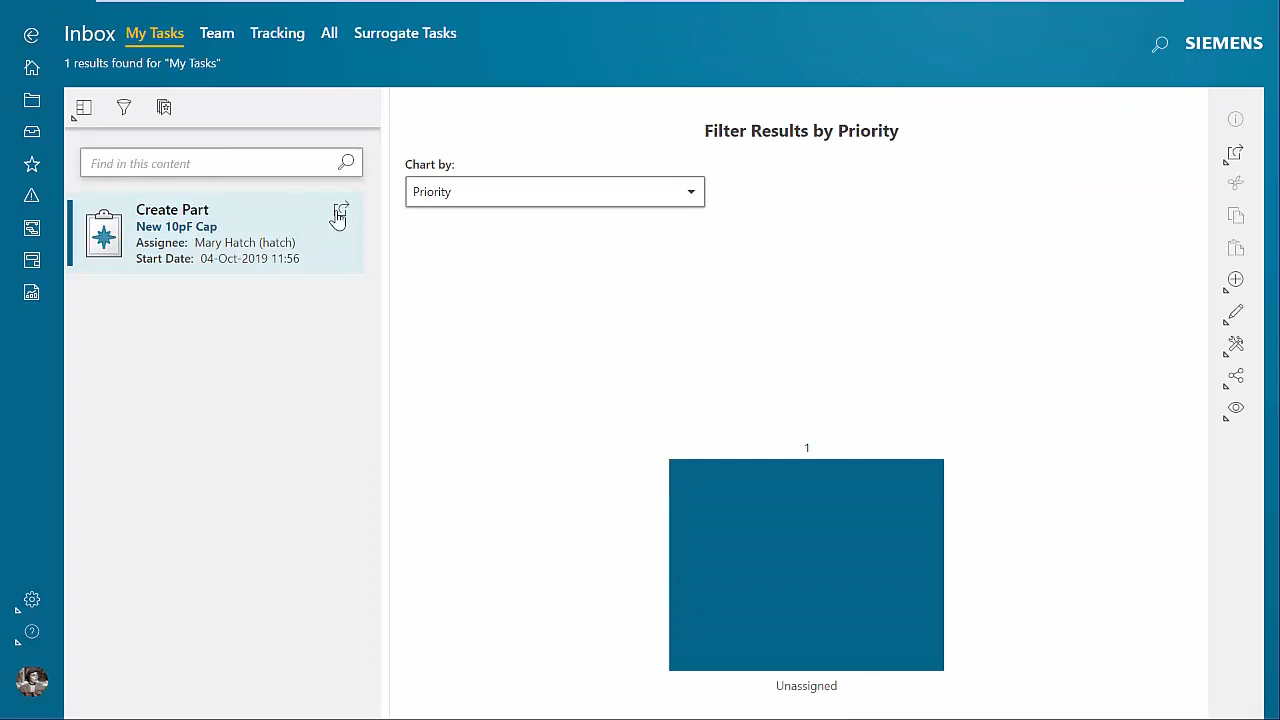 Inbox My Tasks Team Tracking All Surrogate Tasks
1 results found for "My Tasks"
SIEMENS
Find in this content
Create Part
New 10pF Cap
Assignee: Mary Hatch (hatch)
Start Date: 04-Oct-2019 11:56
Filter Results by Priority
Chart by:
Priority
1
Unassigned